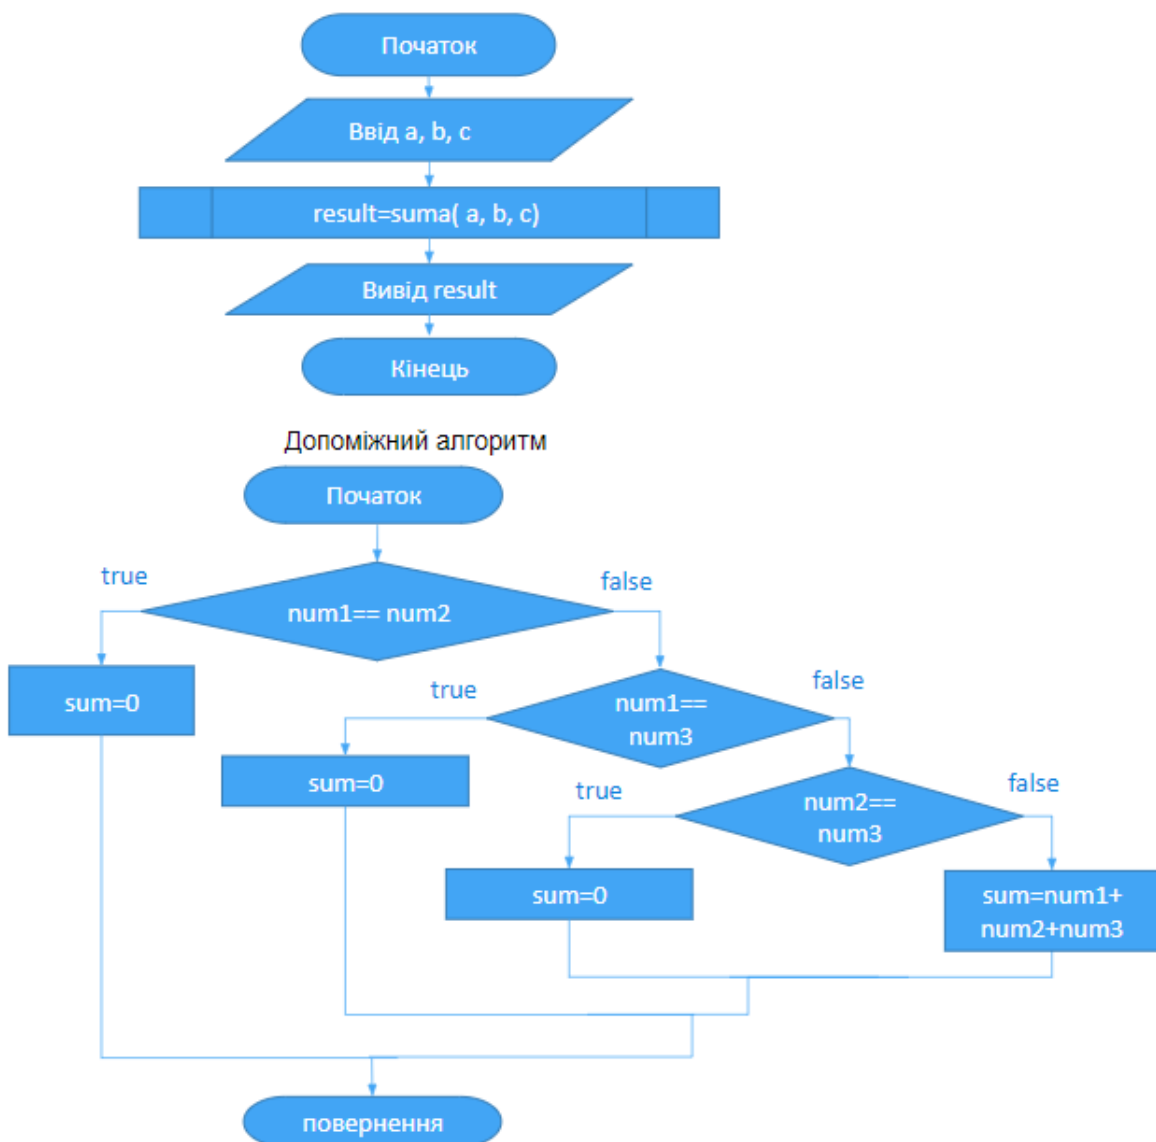 Початок
Ввід a, b, c
result=suma( a, b, c)
Вивід result
Кінець
Допоміжний алгоритм
Початок
true
false
num1== num2
sum=0
true
false
num1==
num3
sum=0
true
false
num2==
num3
sum=0
sum=num1+
num2+num3
повернення